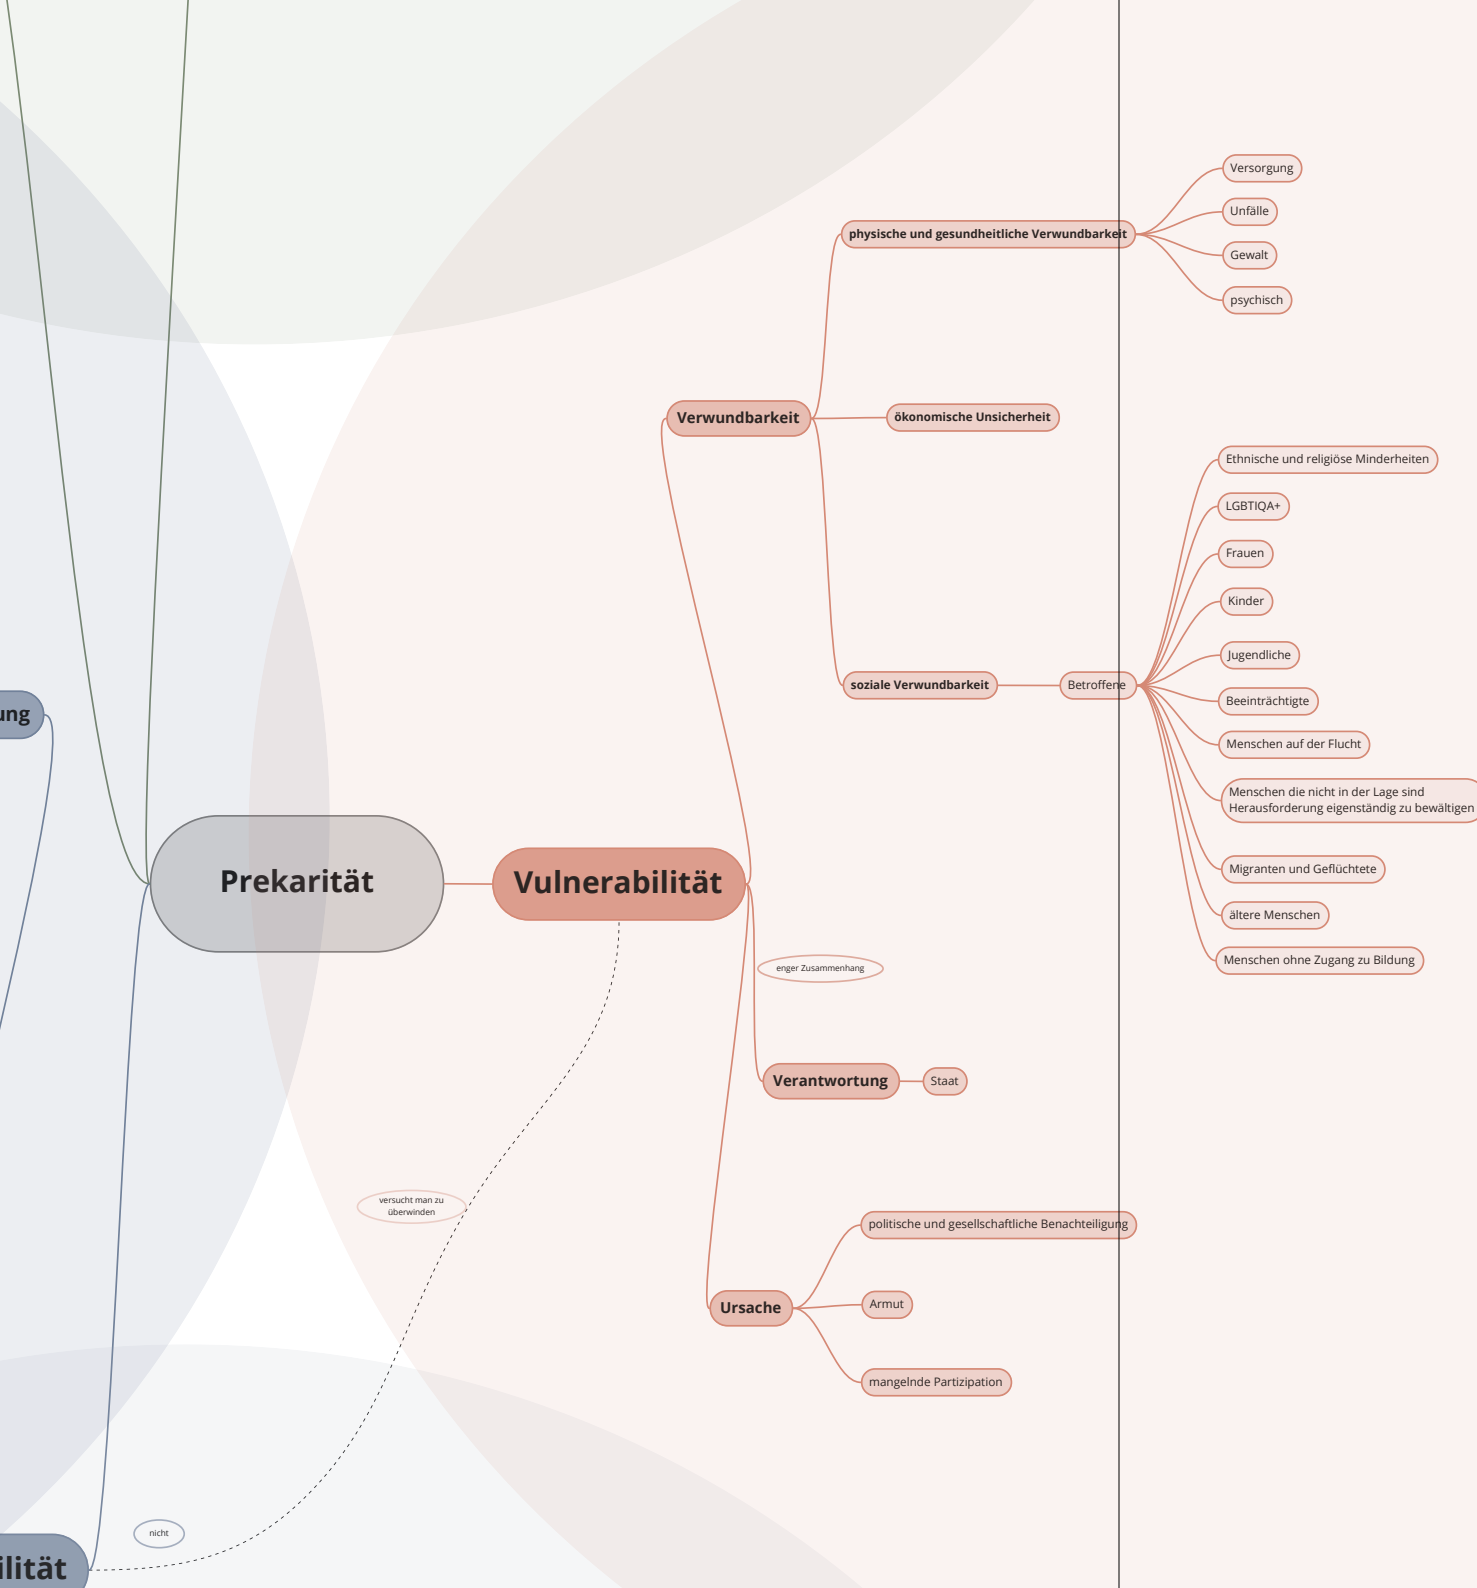 Versorgung
Unfälle
physische und gesundheitliche Verwundbarkeit
Gewalt
psychisch
Verwundbarkeit
ökonomische Unsicherheit
Ethnische und religiöse Minderheiten
LGBTIQA+
Frauen
Kinder
Jugendliche
soziale Verwundbarkeit
Betroffene
Beeinträchtigte
Menschen auf der Flucht
Menschen die nicht in der Lage sind
Herausforderung eigenständig zu bewältigen
Migranten und Geflüchtete
ältere Menschen
Menschen ohne Zugang zu Bildung
ung
Prekarität
Vulnerabilität
enger Zusammenhang
Verantwortung
Staat
versucht man zu
überwinden
politische und gesellschaftliche Benachteiligung
Ursache
Armut
mangelnde Partizipation
nicht
ilität